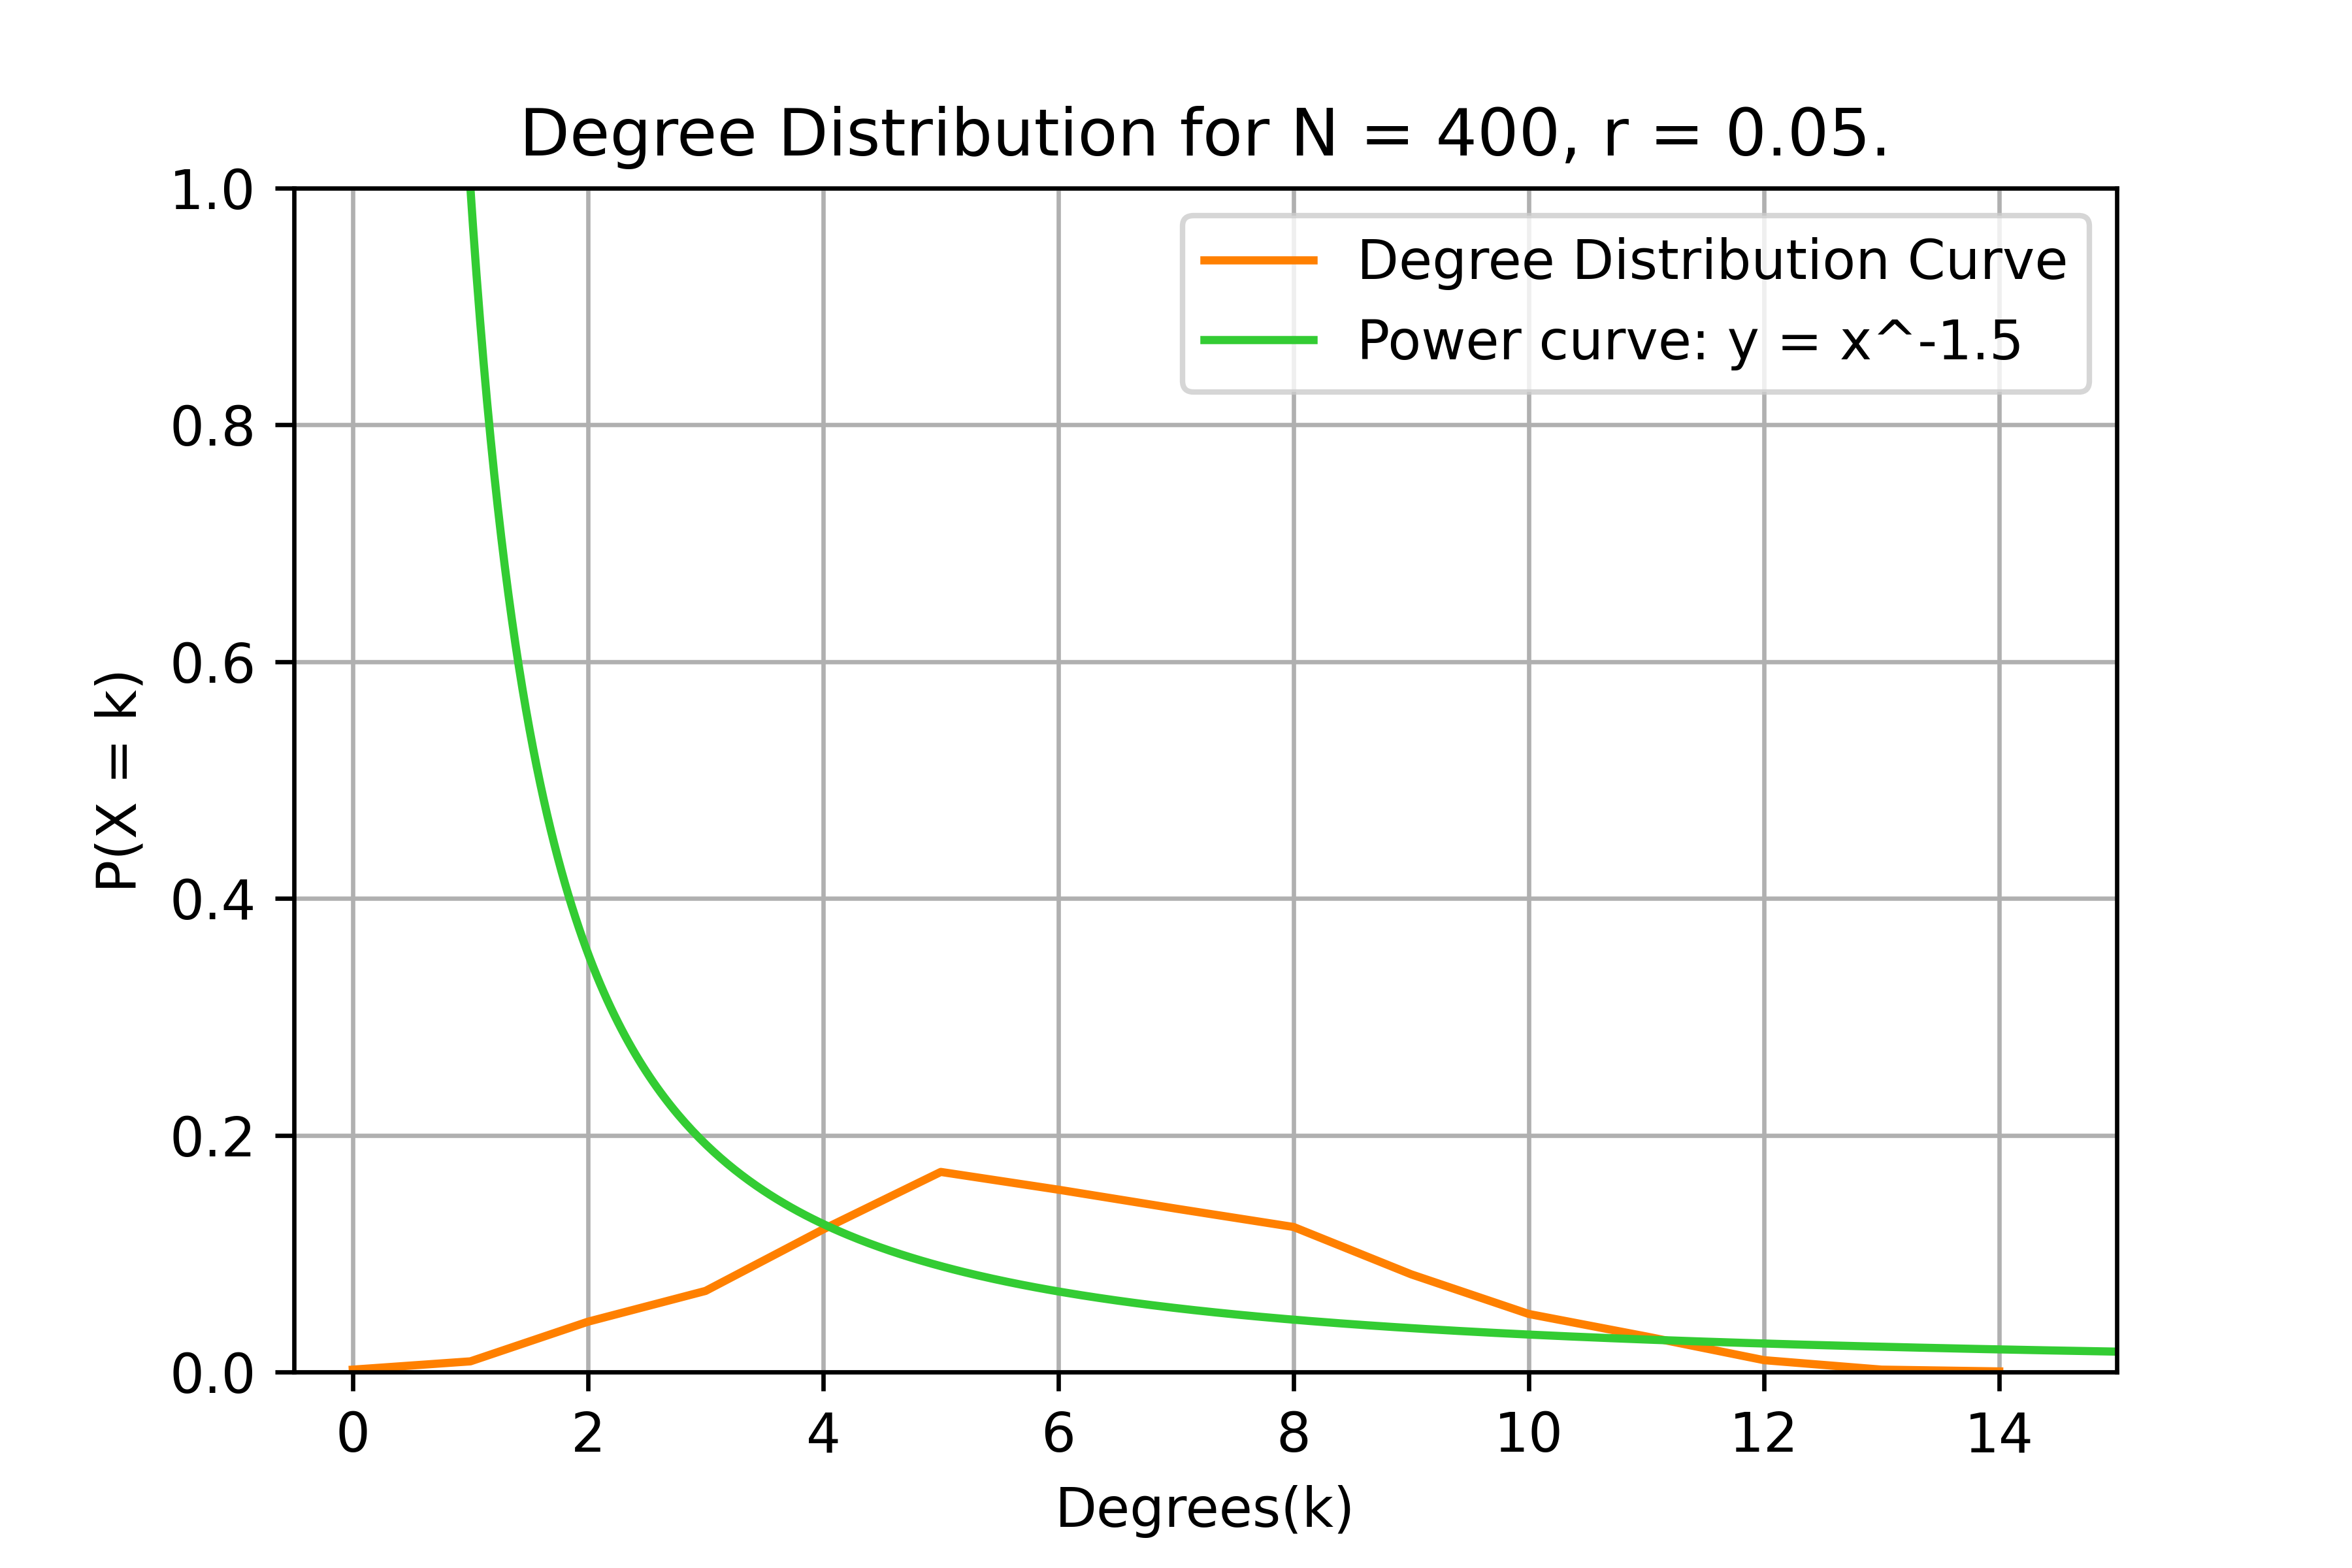 Degree Distribution for N = 400, r = 0.05.
Degree Distribution Curve
Power curve: y = x^-1.5
P(X = k)
1.0
0.8
0.6
0.4
0.2
0.0
0 2 4 6 8 10 12 14
Degrees(k)